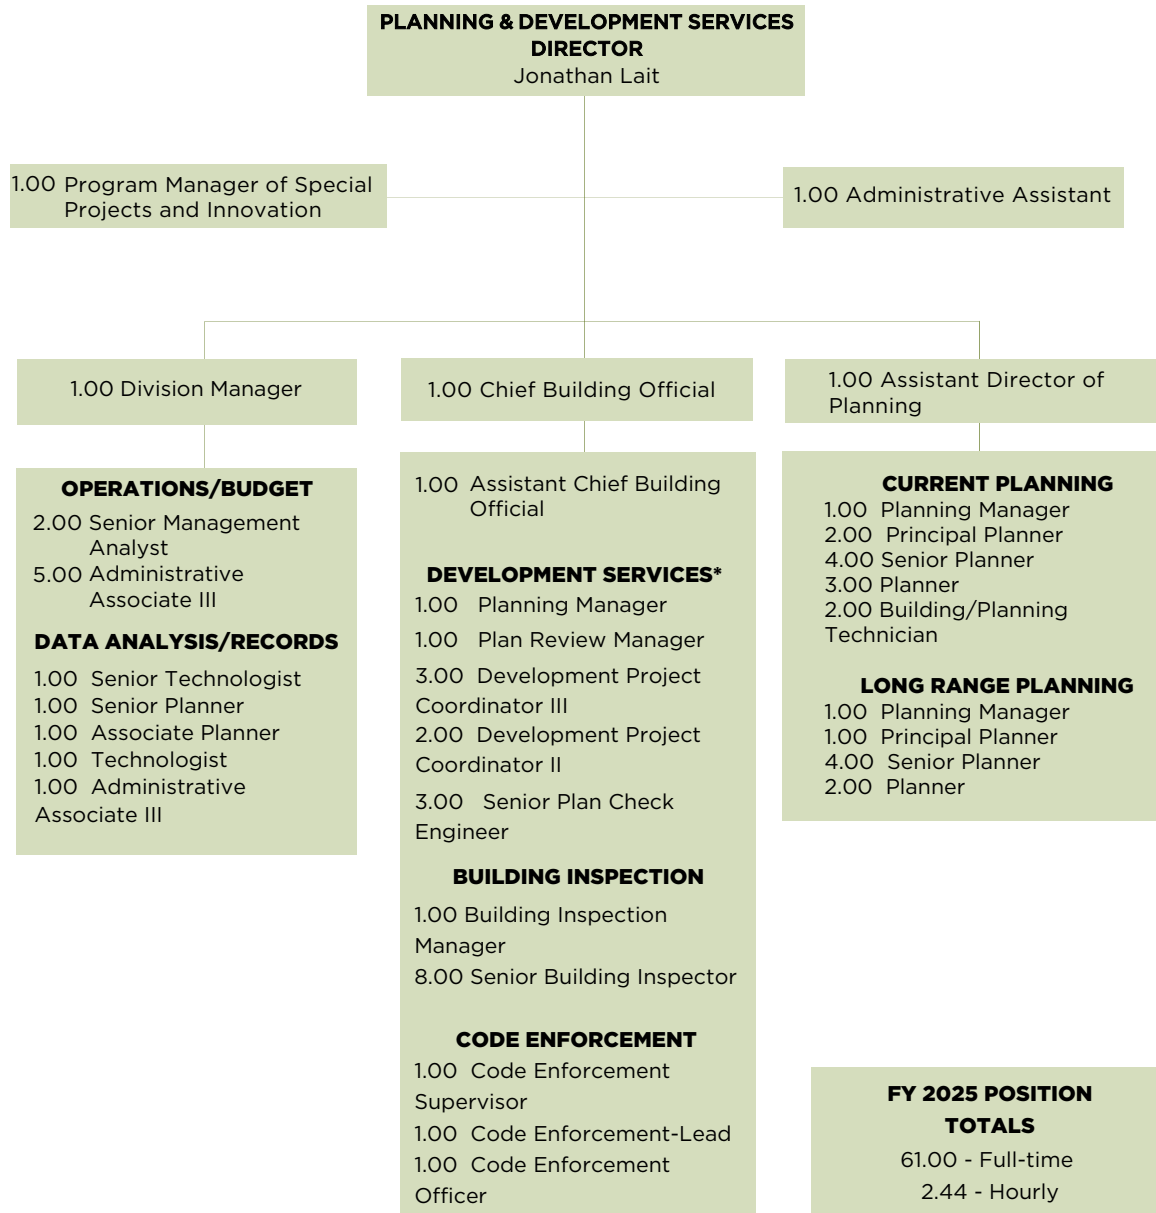 PLANNING & DEVELOPMENT SERVICES
DIRECTOR
Jonathan Lait
1.00 Program Manager of Special
Projects and Innovation
1.00 Administrative Assistant
1.00 Division Manager
1.00 Chief Building Official
1.00 Assistant Director of
Planning
OPERATIONS/BUDGET
2.00 Senior Management
Analyst
5.00 Administrative
Associate III
DATA ANALYSIS/RECORDS
1.00 Senior Technologist
1.00 Senior Planner
1.00 Associate Planner
1.00 Technologist
1.00 Administrative
Associate III
1.00 Assistant Chief Building
Official
DEVELOPMENT SERVICES*
1.00 Planning Manager
1.00 Plan Review Manager
3.00 Development Project
Coordinator III
2.00 Development Project
Coordinator II
3.00 Senior Plan Check
Engineer
BUILDING INSPECTION
1.00 Building Inspection
Manager
8.00 Senior Building Inspector
CODE ENFORCEMENT
1.00 Code Enforcement
Supervisor
1.00 Code Enforcement-Lead
1.00 Code Enforcement
Officer
CURRENT PLANNING
1.00 Planning Manager
2.00 Principal Planner
4.00 Senior Planner
3.00 Planner
2.00 Building/Planning
Technician
LONG RANGE PLANNING
1.00 Planning Manager
1.00 Principal Planner
4.00 Senior Planner
2.00 Planner
FY 2025 POSITION
TOTALS
61.00 - Full-time
2.44 - Hourly